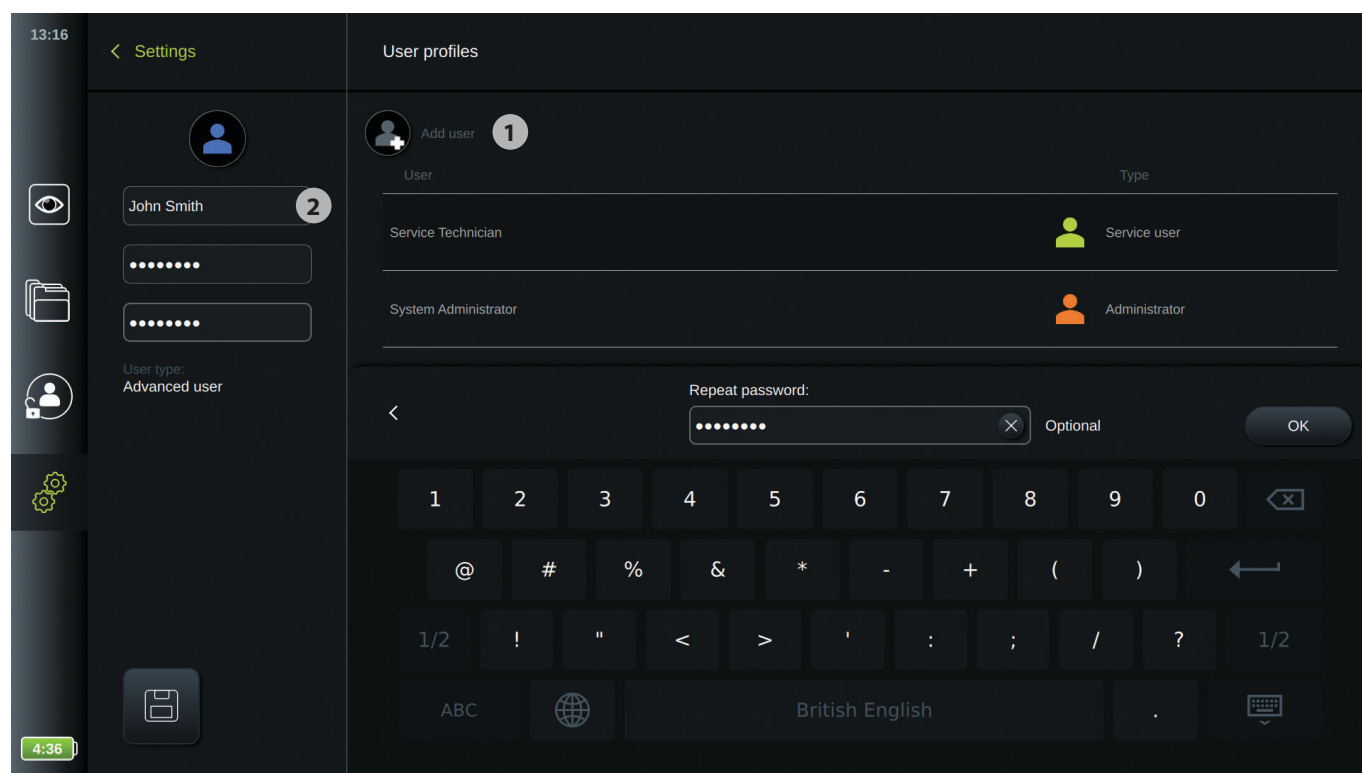 13:16
Settings
User profiles
Add user 1
User Type
John Smith 2
Service Technician Service user
••••••••
System Administrator Administrator
••••••••
User type:
Advanced user
Repeat password:
•••••••• Optional OK
1 2 3 4 5 6 7 8 9 0
@ # % & * - + ( )
1/2 ! " < > ' : ; / ? 1/2
ABC British English .
4:36